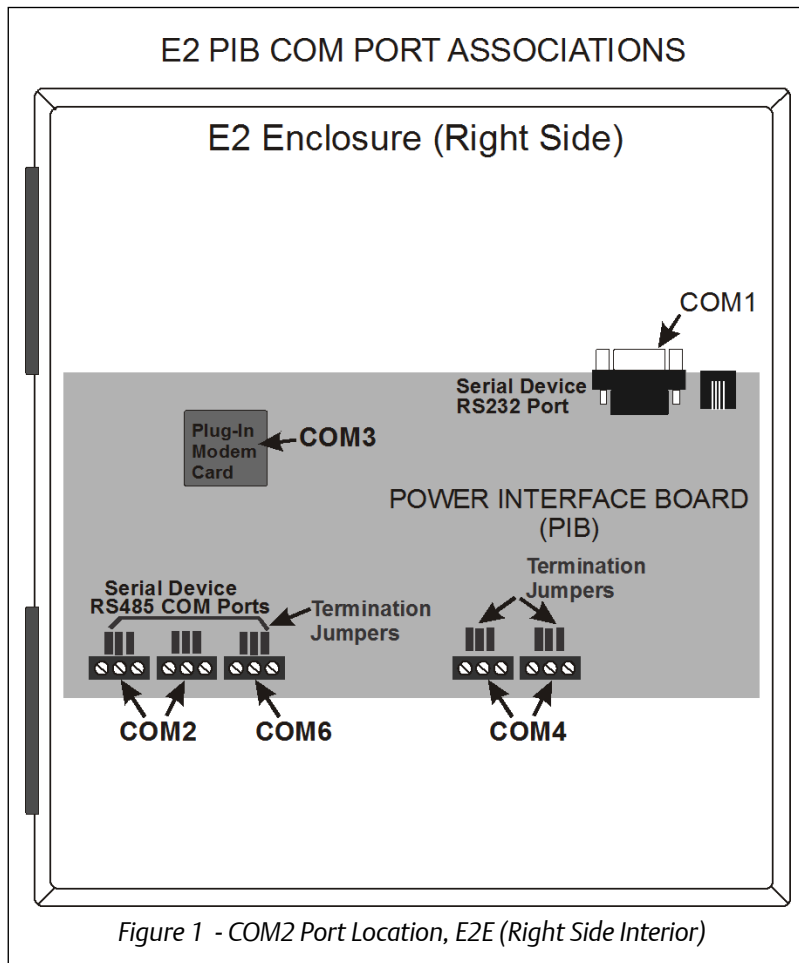 E2 PIB COM PORT ASSOCIATIONS
E2 Enclosure (Right Side)
COM1
Serial Device
RS232 Port
Plug-In
Modem
Card
COM3
POWER INTERFACE BOARD
(PIB)
Serial Device
RS485 COM Ports
Termination
Jumpers
Termination
Jumpers
COM2
COM6
COM4
Figure 1 - COM2 Port Location, E2E (Right Side Interior)